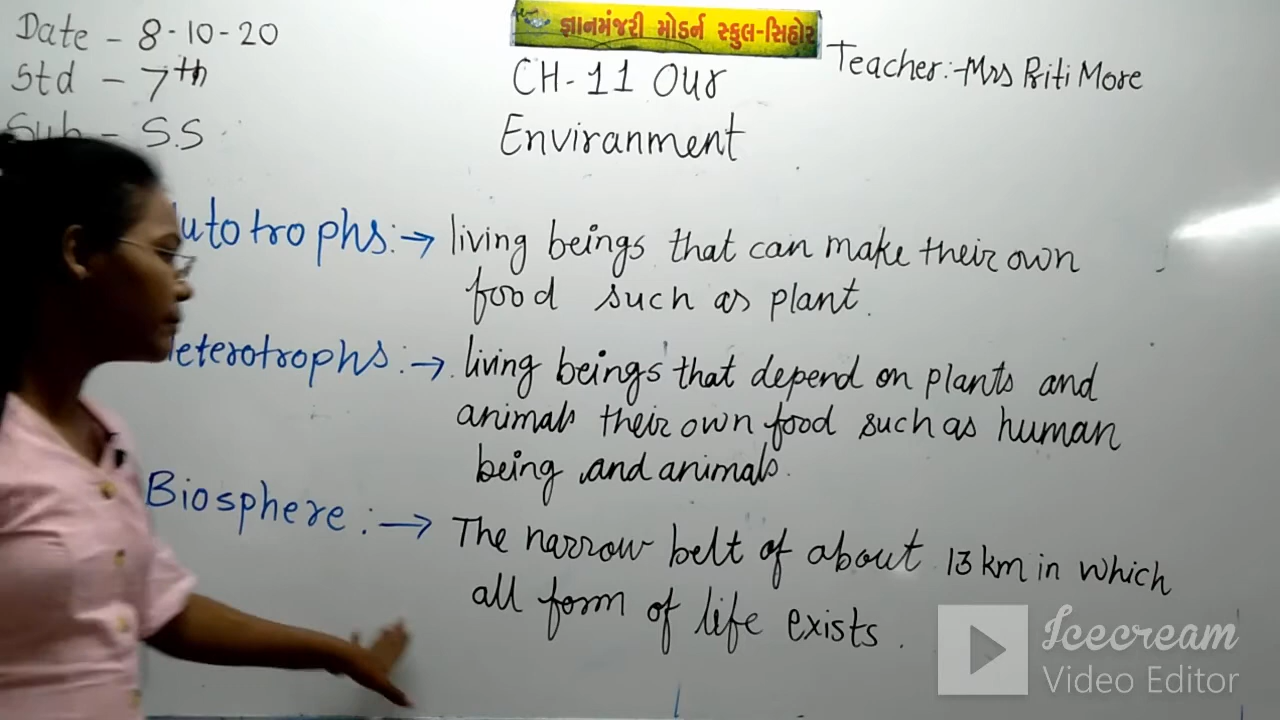 Date - 8-10-20
Std - 7th
Sub - S.S
જ્ઞાનમંજરી મોડર્ન સ્કુલ-સિહોર
CH-11 Our
Enviranment
Teacher:-Mrs Priti More
utotrophs:→ living beings that can make their own
food such as plant.
eterotrophs:→ living beings that depend on plants and
animals their own food such as human
being and animals.
Biosphere:→ The narrow belt of about 13 km in which
all form of life exists.
Icecream
Video Editor